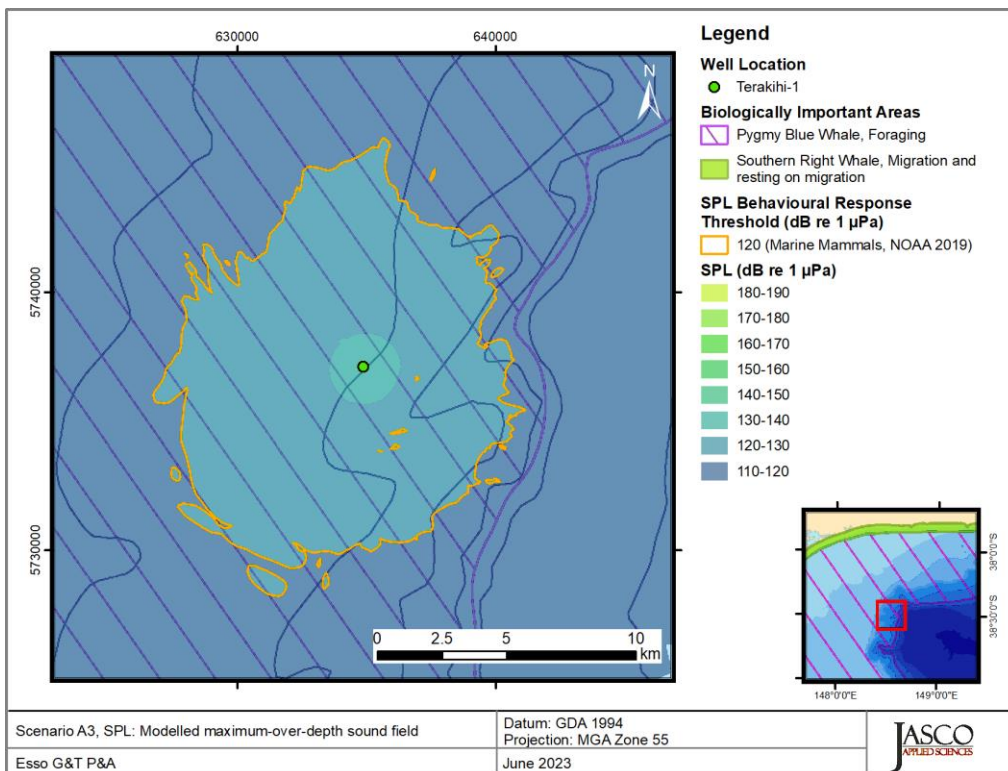 630000
640000
5740000
5730000
N
0 2.5 5 10
km
Legend
Well Location
Terakihi-1
Biologically Important Areas
Pygmy Blue Whale, Foraging
Southern Right Whale, Migration and
resting on migration
SPL Behavioural Response
Threshold (dB re 1 µPa)
120 (Marine Mammals, NOAA 2019)
SPL (dB re 1 µPa)
180-190
170-180
160-170
150-160
140-150
130-140
120-130
110-120
38°0'0"S
38°30'0"S
148°0'0"E
149°0'0"E
Scenario A3, SPL: Modelled maximum-over-depth sound field
Datum: GDA 1994
Projection: MGA Zone 55
Esso G&T P&A
June 2023
JASCO
APPLIED SCIENCES